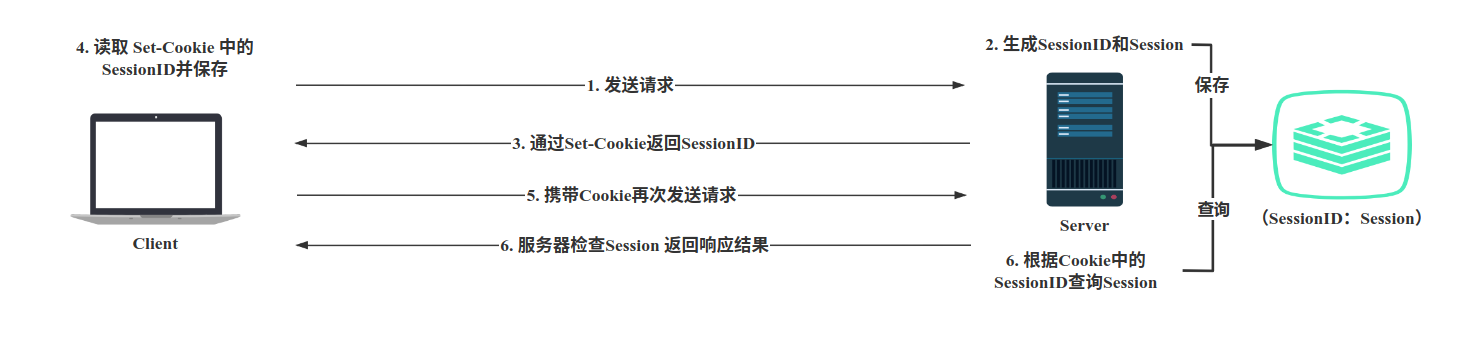 4. 读取 Set-Cookie 中的
SessionID并保存
Client
1. 发送请求
3. 通过Set-Cookie返回SessionID
5. 携带Cookie再次发送请求
6. 服务器检查Session 返回响应结果
2. 生成SessionID和Session
Server
6. 根据Cookie中的
SessionID查询Session
保存
查询
（SessionID：Session）